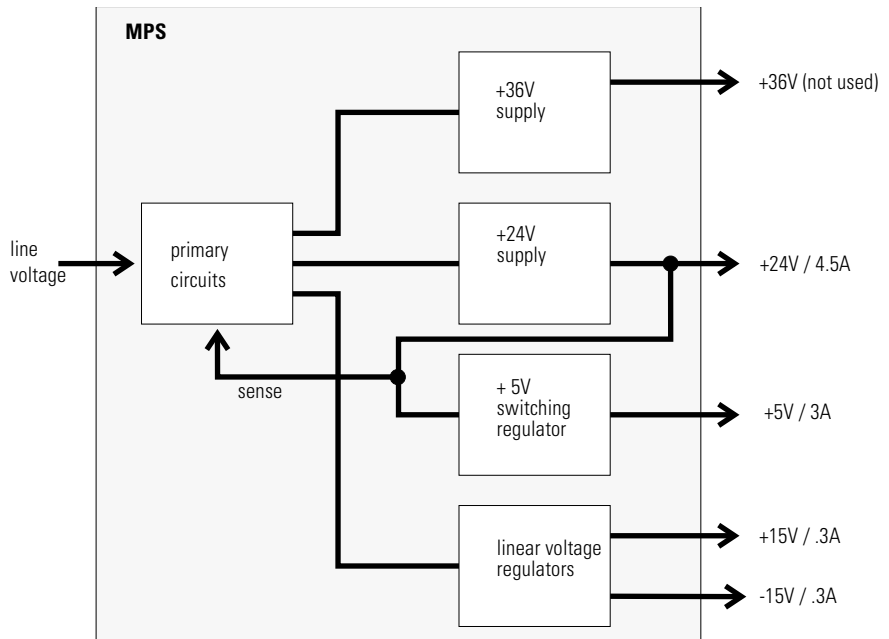 MPS
+36V
supply
+36V (not used)
line
voltage
primary
circuits
+24V
supply
+24V / 4.5A
sense
+ 5V
switching
regulator
+5V / 3A
linear voltage
regulators
+15V / .3A
-15V / .3A